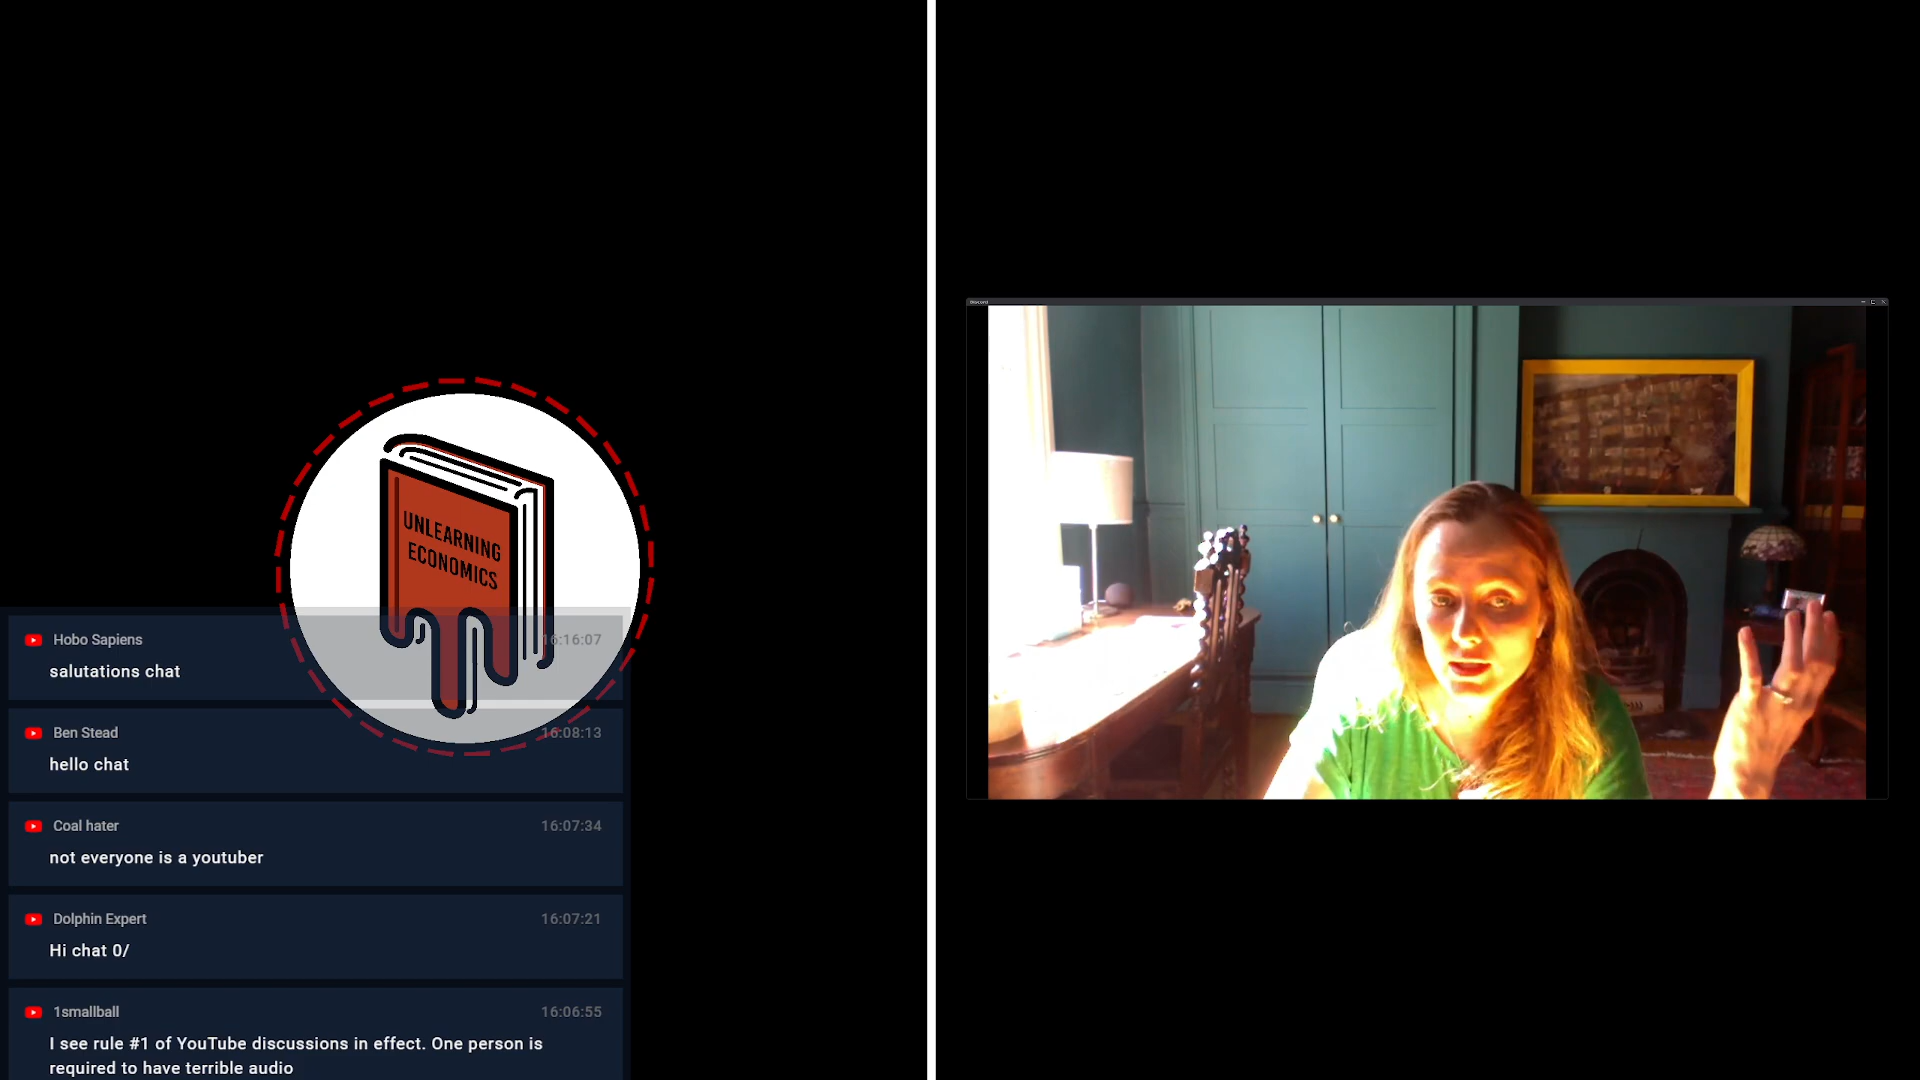 UNLEARNING
ECONOMICS
Hobo Sapiens 16:16:07
salutations chat
Ben Stead 16:08:13
hello chat
Coal hater 16:07:34
not everyone is a youtuber
Dolphin Expert 16:07:21
Hi chat 0/
1smallball 16:06:55
I see rule #1 of YouTube discussions in effect. One person is
required to have terrible audio
Discord